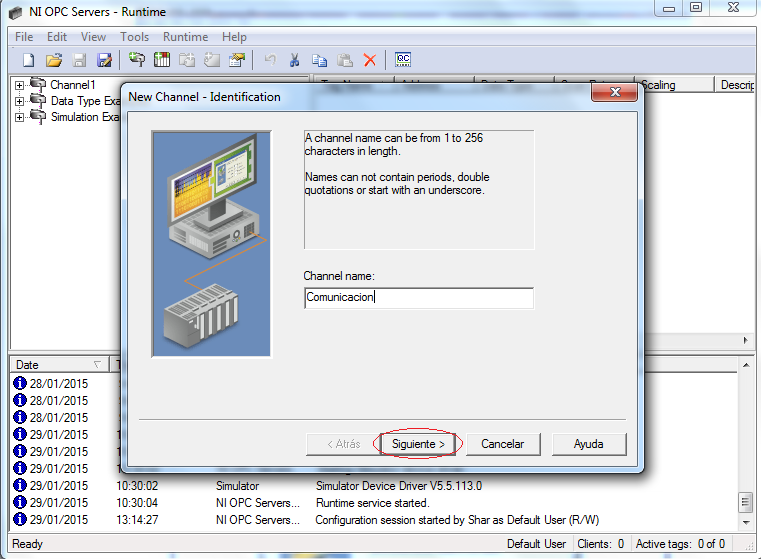 NI OPC Servers - Runtime
File Edit View Tools Runtime Help
Channel1
Data Type Exa
Simulation Exa
Scaling
Descrip
New Channel - Identification
A channel name can be from 1 to 256
characters in length.
Names can not contain periods, double
quotations or start with an underscore.
Channel name:
Comunicacion
< Atrás
Siguiente >
Cancelar
Ayuda
Date
28/01/2015
28/01/2015
28/01/2015
29/01/2015
29/01/2015
29/01/2015
29/01/2015 10:30:02 Simulator Simulator Device Driver V5.5.113.0
29/01/2015 10:30:04 NI OPC Servers... Runtime service started.
29/01/2015 13:14:27 NI OPC Servers... Configuration session started by Shar as Default User (R/W)
Ready
Default User Clients: 0 Active tags: 0 of 0